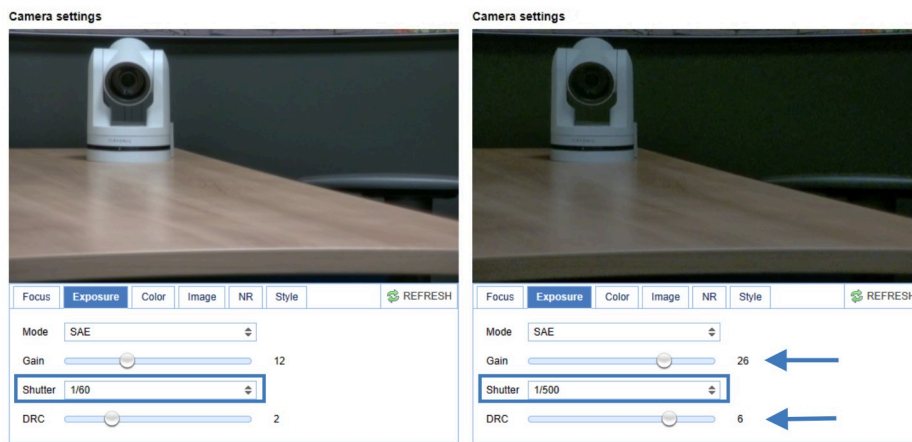 Camera settings
Focus Exposure Color Image NR Style REFRESH
Mode SAE
Gain 12
Shutter 1/60
DRC 2
Camera settings
Focus Exposure Color Image NR Style REFRESH
Mode SAE
Gain 26
Shutter 1/500
DRC 6